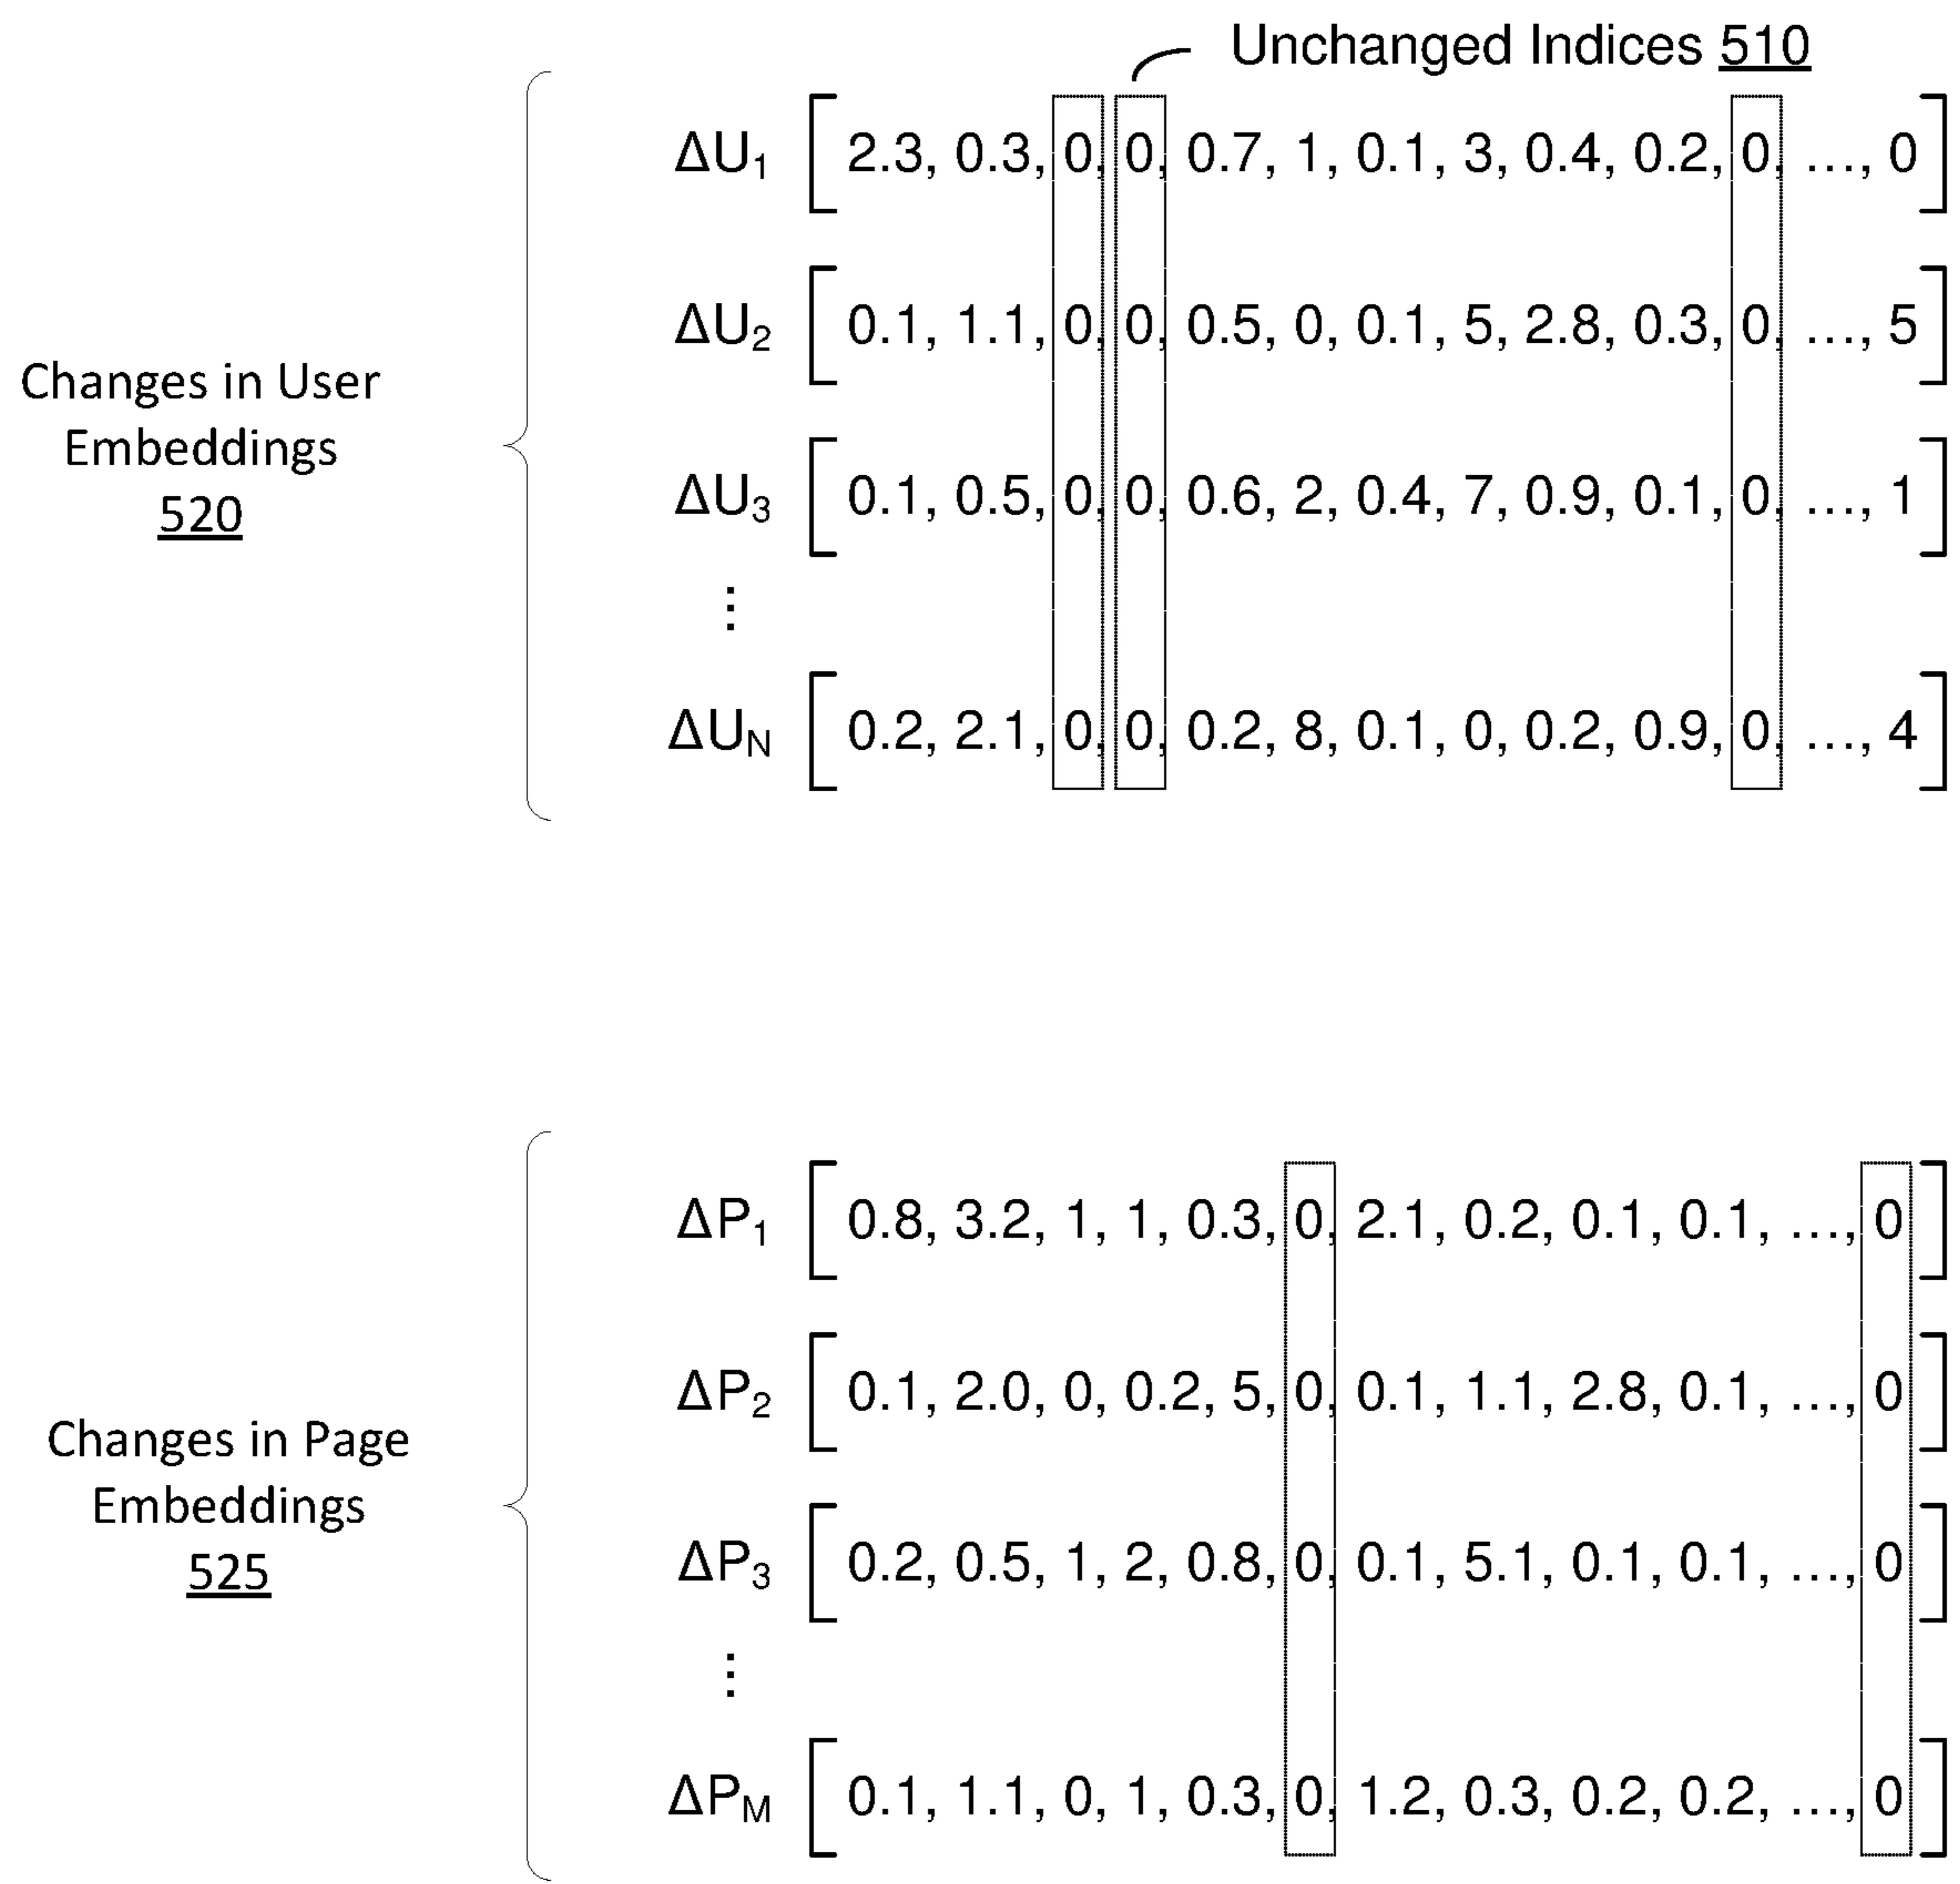 Unchanged Indices 510
ΔU1 [ 2.3, 0.3, 0, 0, 0.7, 1, 0.1, 3, 0.4, 0.2, 0, ..., 0 ]
ΔU2 [ 0.1, 1.1, 0, 0, 0.5, 0, 0.1, 5, 2.8, 0.3, 0, ..., 5 ]
Changes in User
Embeddings
520
ΔU3 [ 0.1, 0.5, 0, 0, 0.6, 2, 0.4, 7, 0.9, 0.1, 0, ..., 1 ]
⋮
ΔUN [ 0.2, 2.1, 0, 0, 0.2, 8, 0.1, 0, 0.2, 0.9, 0, ..., 4 ]
ΔP1 [ 0.8, 3.2, 1, 1, 0.3, 0, 2.1, 0.2, 0.1, 0.1, ..., 0 ]
ΔP2 [ 0.1, 2.0, 0, 0.2, 5, 0, 0.1, 1.1, 2.8, 0.1, ..., 0 ]
Changes in Page
Embeddings
525
ΔP3 [ 0.2, 0.5, 1, 2, 0.8, 0, 0.1, 5.1, 0.1, 0.1, ..., 0 ]
⋮
ΔPM [ 0.1, 1.1, 0, 1, 0.3, 0, 1.2, 0.3, 0.2, 0.2, ..., 0 ]